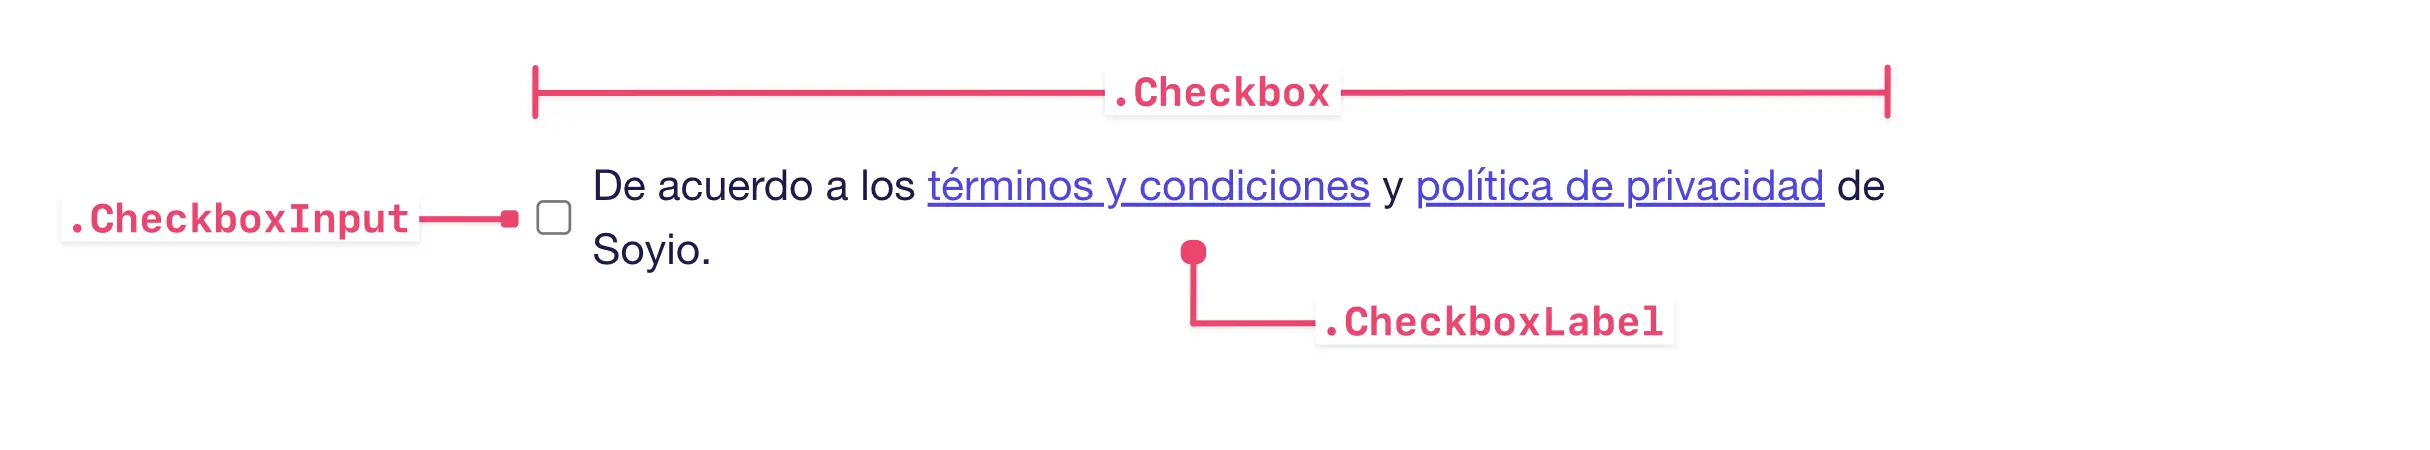 .Checkbox
De acuerdo a los términos y condiciones y política de privacidad de
.CheckboxInput
Soyio.
.CheckboxLabel